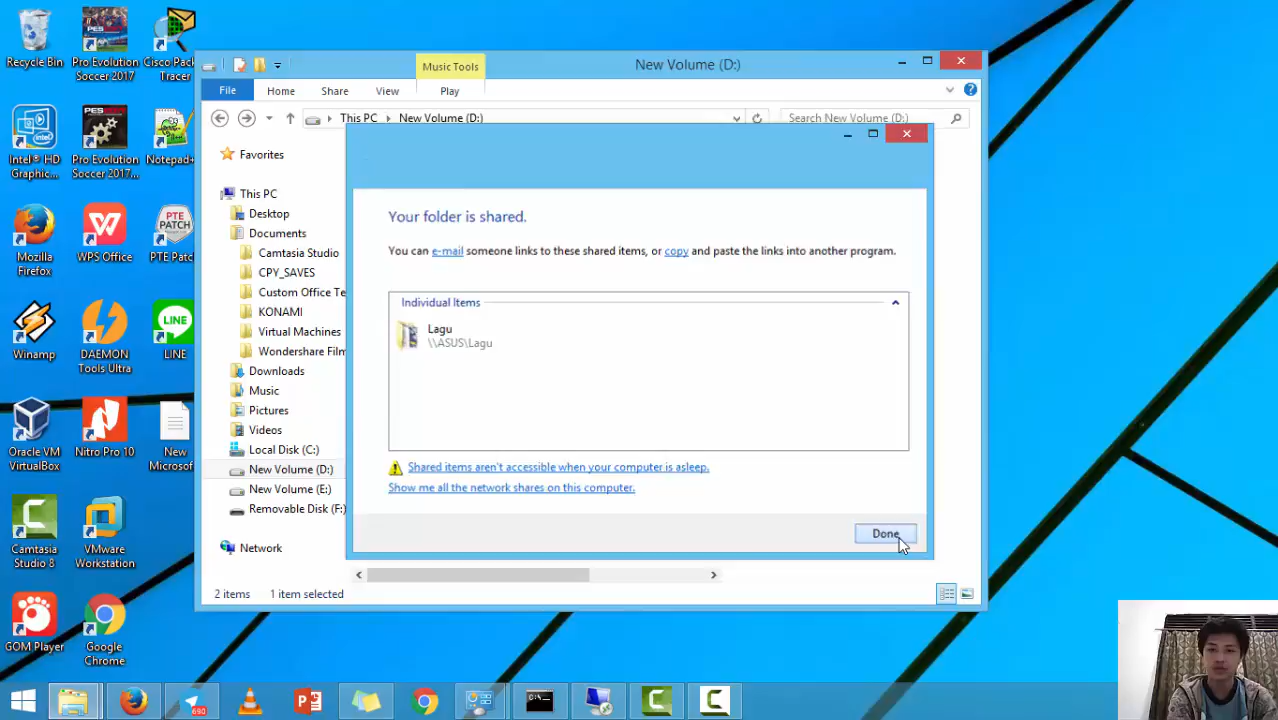 Recycle Bin
Pro Evolution
Soccer 2017
Cisco Pack
Tracer
Intel® HD
Graphic...
Pro Evolution
Soccer 2017...
Notepad+
Mozilla
Firefox
WPS Office
PTE
PATCH
PTE Patc
Winamp
DAEMON
Tools Ultra
LINE
LINE
Oracle VM
VirtualBox
Nitro Pro 10
New
Microsof
Camtasia
Studio 8
VMware
Workstation
GOM Player
Google
Chrome
Music Tools
New Volume (D:)
File
Home
Share
View
Play
This PC
New Volume (D:)
Search New Volume (D:)
Favorites
This PC
Desktop
Documents
Camtasia Studio
CPY_SAVES
Custom Office Te
KONAMI
Virtual Machines
Wondershare Film
Downloads
Music
Pictures
Videos
Local Disk (C:)
New Volume (D:)
New Volume (E:)
Removable Disk (F:)
Network
2 items
1 item selected
Your folder is shared.
You can e-mail someone links to these shared items, or copy and paste the links into another program.
Individual Items
Lagu
\\ASUS\Lagu
Shared items aren't accessible when your computer is asleep.
Show me all the network shares on this computer.
Done
690